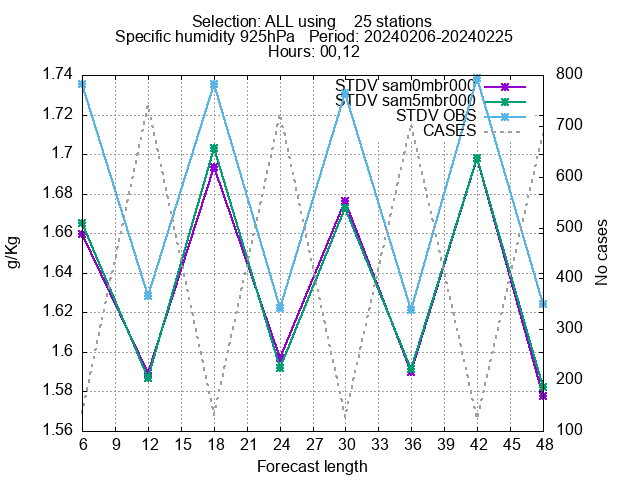 Selection: ALL using    25 stations
Specific humidity 925hPa   Period: 20240206-20240225
Hours: 00,12
STDV sam0mbr000
STDV sam5mbr000
STDV OBS
CASES
1.74
1.72
1.7
1.68
1.66
1.64
1.62
1.6
1.58
1.56
g/Kg
800
700
600
500
400
300
200
100
No cases
6 9 12 15 18 21 24 27 30 33 36 39 42 45 48
Forecast length